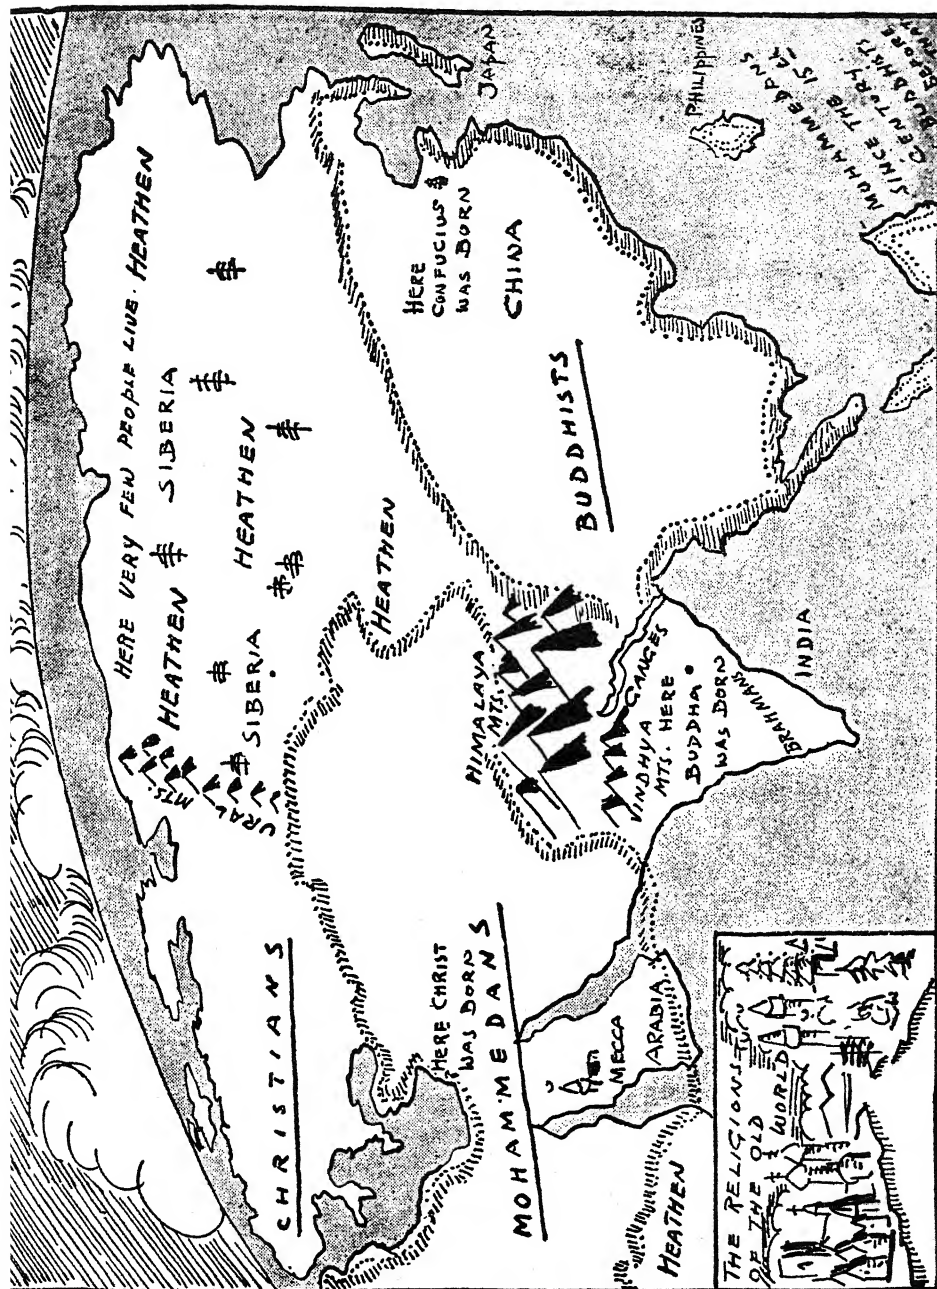 HERE VERY FEW PEOPLE LIVE. HEATHEN
HEATHEN
SIBERIA
URAL
MTS.
SIBERIA
HEATHEN
HEATHEN
CHRISTIANS
HERE CHRIST
WAS BORN
MOHAMMEDANS
MECCA
ARABIA
HEATHEN
HIMALAYA
MTS.
GANGES
VINDHYA
MTS. HERE
BUDDHA
WAS BORN
BRAHMANS
INDIA
BUDDHISTS
HERE
CONFUCIUS
WAS BORN
CHINA
JAPAN
PHILIPPINES
MUHAMMEDANS
SINCE THE 15th
CENTURY.
BUDDHISTS
BEFORE
THE RELIGIONS
OF THE OLD
WORLD